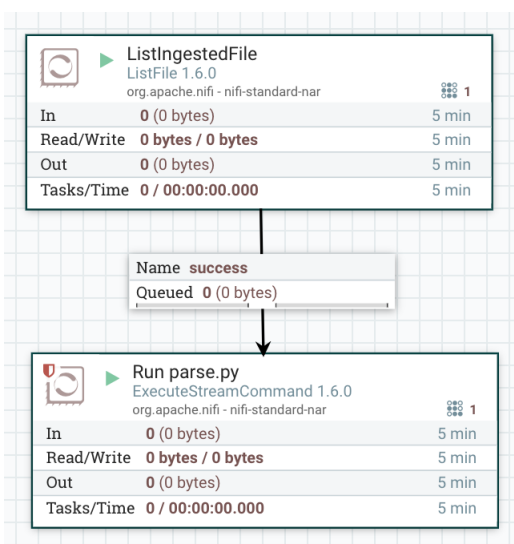 ListIngestedFile
ListFile 1.6.0
org.apache.nifi - nifi-standard-nar
1
In 0 (0 bytes) 5 min
Read/Write 0 bytes / 0 bytes 5 min
Out 0 (0 bytes) 5 min
Tasks/Time 0 / 00:00:00.000 5 min
Name success
Queued 0 (0 bytes)
Run parse.py
ExecuteStreamCommand 1.6.0
org.apache.nifi - nifi-standard-nar
1
In 0 (0 bytes) 5 min
Read/Write 0 bytes / 0 bytes 5 min
Out 0 (0 bytes) 5 min
Tasks/Time 0 / 00:00:00.000 5 min